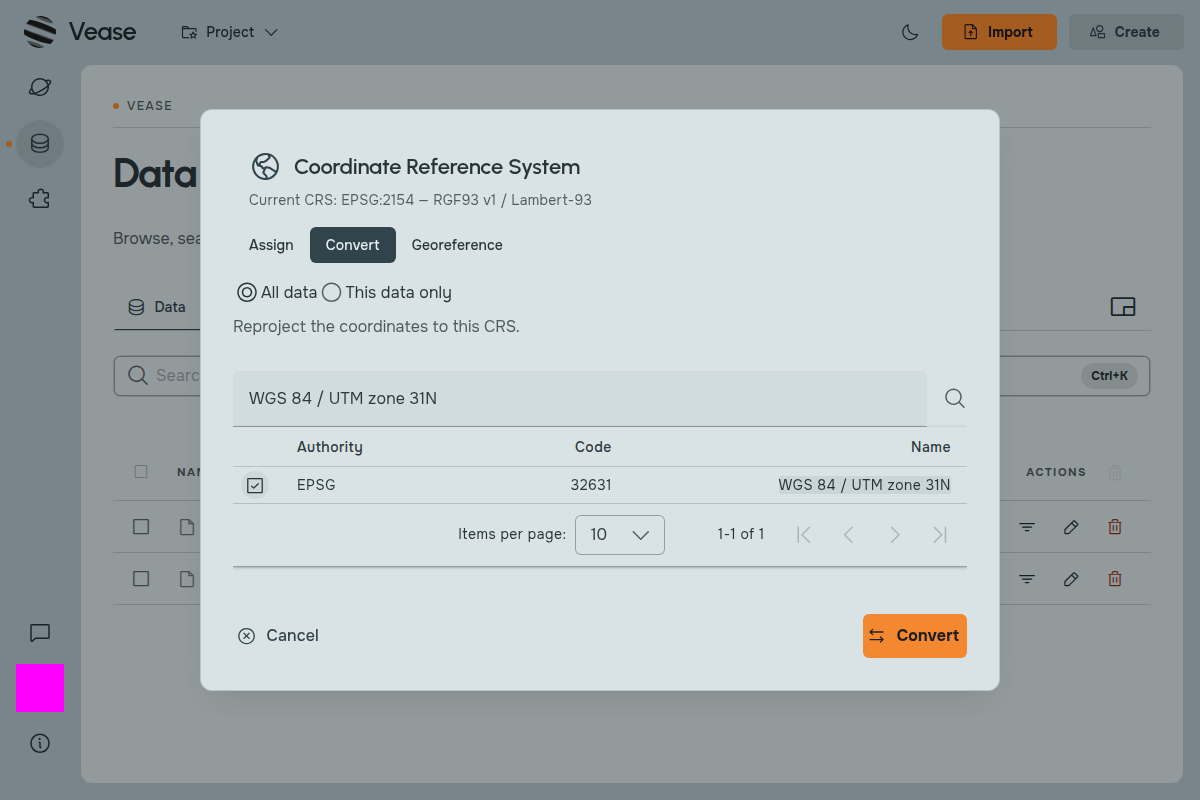 Vease
Project
Import
Create
VEASE
Data
Browse, sea
Data
Searc
Ctrl+K
NAM
ACTIONS
Coordinate Reference System
Current CRS: EPSG:2154 — RGF93 v1 / Lambert-93
Assign
Convert
Georeference
All data
This data only
Reproject the coordinates to this CRS.
WGS 84 / UTM zone 31N
Authority
Code
Name
EPSG
32631
WGS 84 / UTM zone 31N
Items per page:
10
1-1 of 1
Cancel
Convert